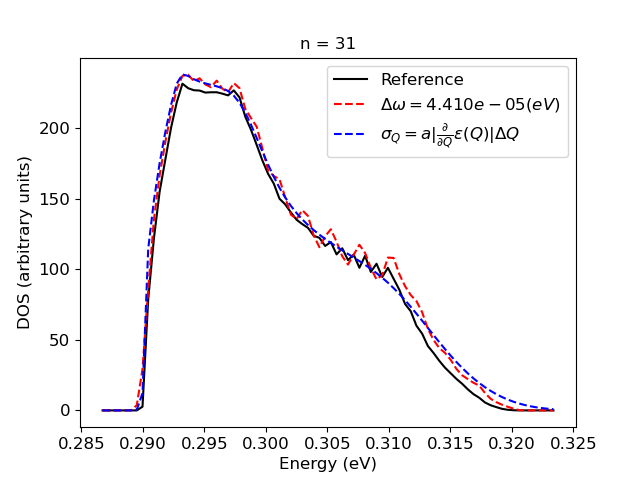 n = 31
DOS (arbitrary units)
200
150
100
50
0
Reference
Δω = 4.410e − 05(eV)
σ_Q = a|∂/∂Q ε(Q)|ΔQ
0.285 0.290 0.295 0.300 0.305 0.310 0.315 0.320 0.325
Energy (eV)